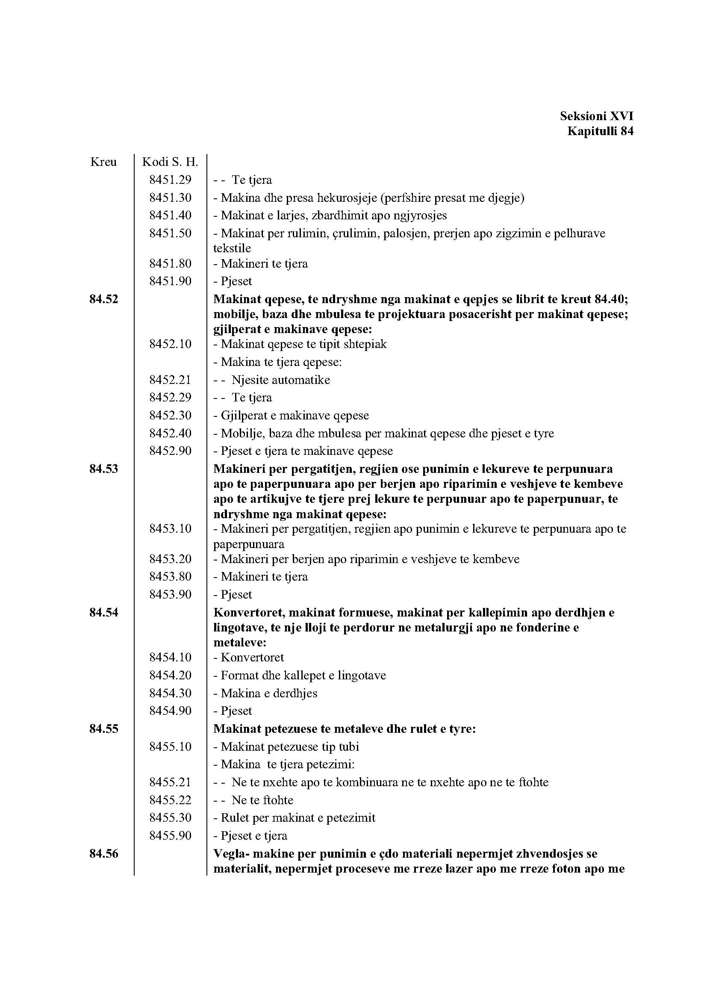 Seksioni XVI
Kapitulli 84
Kreu Kodi S. H.
8451.29 - - Te tjera
8451.30 - Makina dhe presa hekurosjeje (perfshire presat me djegje)
8451.40 - Makinat e larjes, zbardhimit apo ngjyrosjes
8451.50 - Makinat per rulimin, çrulimin, palosjen, prerjen apo zigzimin e pelhurave
tekstile
8451.80 - Makineri te tjera
8451.90 - Pjeset
84.52 Makinat qepese, te ndryshme nga makinat e qepjes se librit te kreut 84.40;
mobilje, baza dhe mbulesa te projektuara posacerisht per makinat qepese;
gjilperat e makinave qepese:
8452.10 - Makinat qepese te tipit shtepiak
- Makina te tjera qepese:
8452.21 - - Njesite automatike
8452.29 - - Te tjera
8452.30 - Gjilperat e makinave qepese
8452.40 - Mobilje, baza dhe mbulesa per makinat qepese dhe pjeset e tyre
8452.90 - Pjeset e tjera te makinave qepese
84.53 Makineri per pergatitjen, regjien ose punimin e lekureve te perpunuara
apo te paperpunuara apo per berjen apo riparimin e veshjeve te kembeve
apo te artikujve te tjere prej lekure te perpunuar apo te paperpunuar, te
ndryshme nga makinat qepese:
8453.10 - Makineri per pergatitjen, regjien apo punimin e lekureve te perpunuara apo te
paperpunuara
8453.20 - Makineri per berjen apo riparimin e veshjeve te kembeve
8453.80 - Makineri te tjera
8453.90 - Pjeset
84.54 Konvertoret, makinat formuese, makinat per kallepimin apo derdhjen e
lingotave, te nje lloji te perdorur ne metalurgji apo ne fonderine e
metaleve:
8454.10 - Konvertoret
8454.20 - Format dhe kallepet e lingotave
8454.30 - Makina e derdhjes
8454.90 - Pjeset
84.55 Makinat petezuese te metaleve dhe rulet e tyre:
8455.10 - Makinat petezuese tip tubi
- Makina te tjera petezimi:
8455.21 - - Ne te nxehte apo te kombinuara ne te nxehte apo ne te ftohte
8455.22 - - Ne te ftohte
8455.30 - Rulet per makinat e petezimit
8455.90 - Pjeset e tjera
84.56 Vegla- makine per punimin e çdo materiali nepermjet zhvendosjes se
materialit, nepermjet proceseve me rreze lazer apo me rreze foton apo me